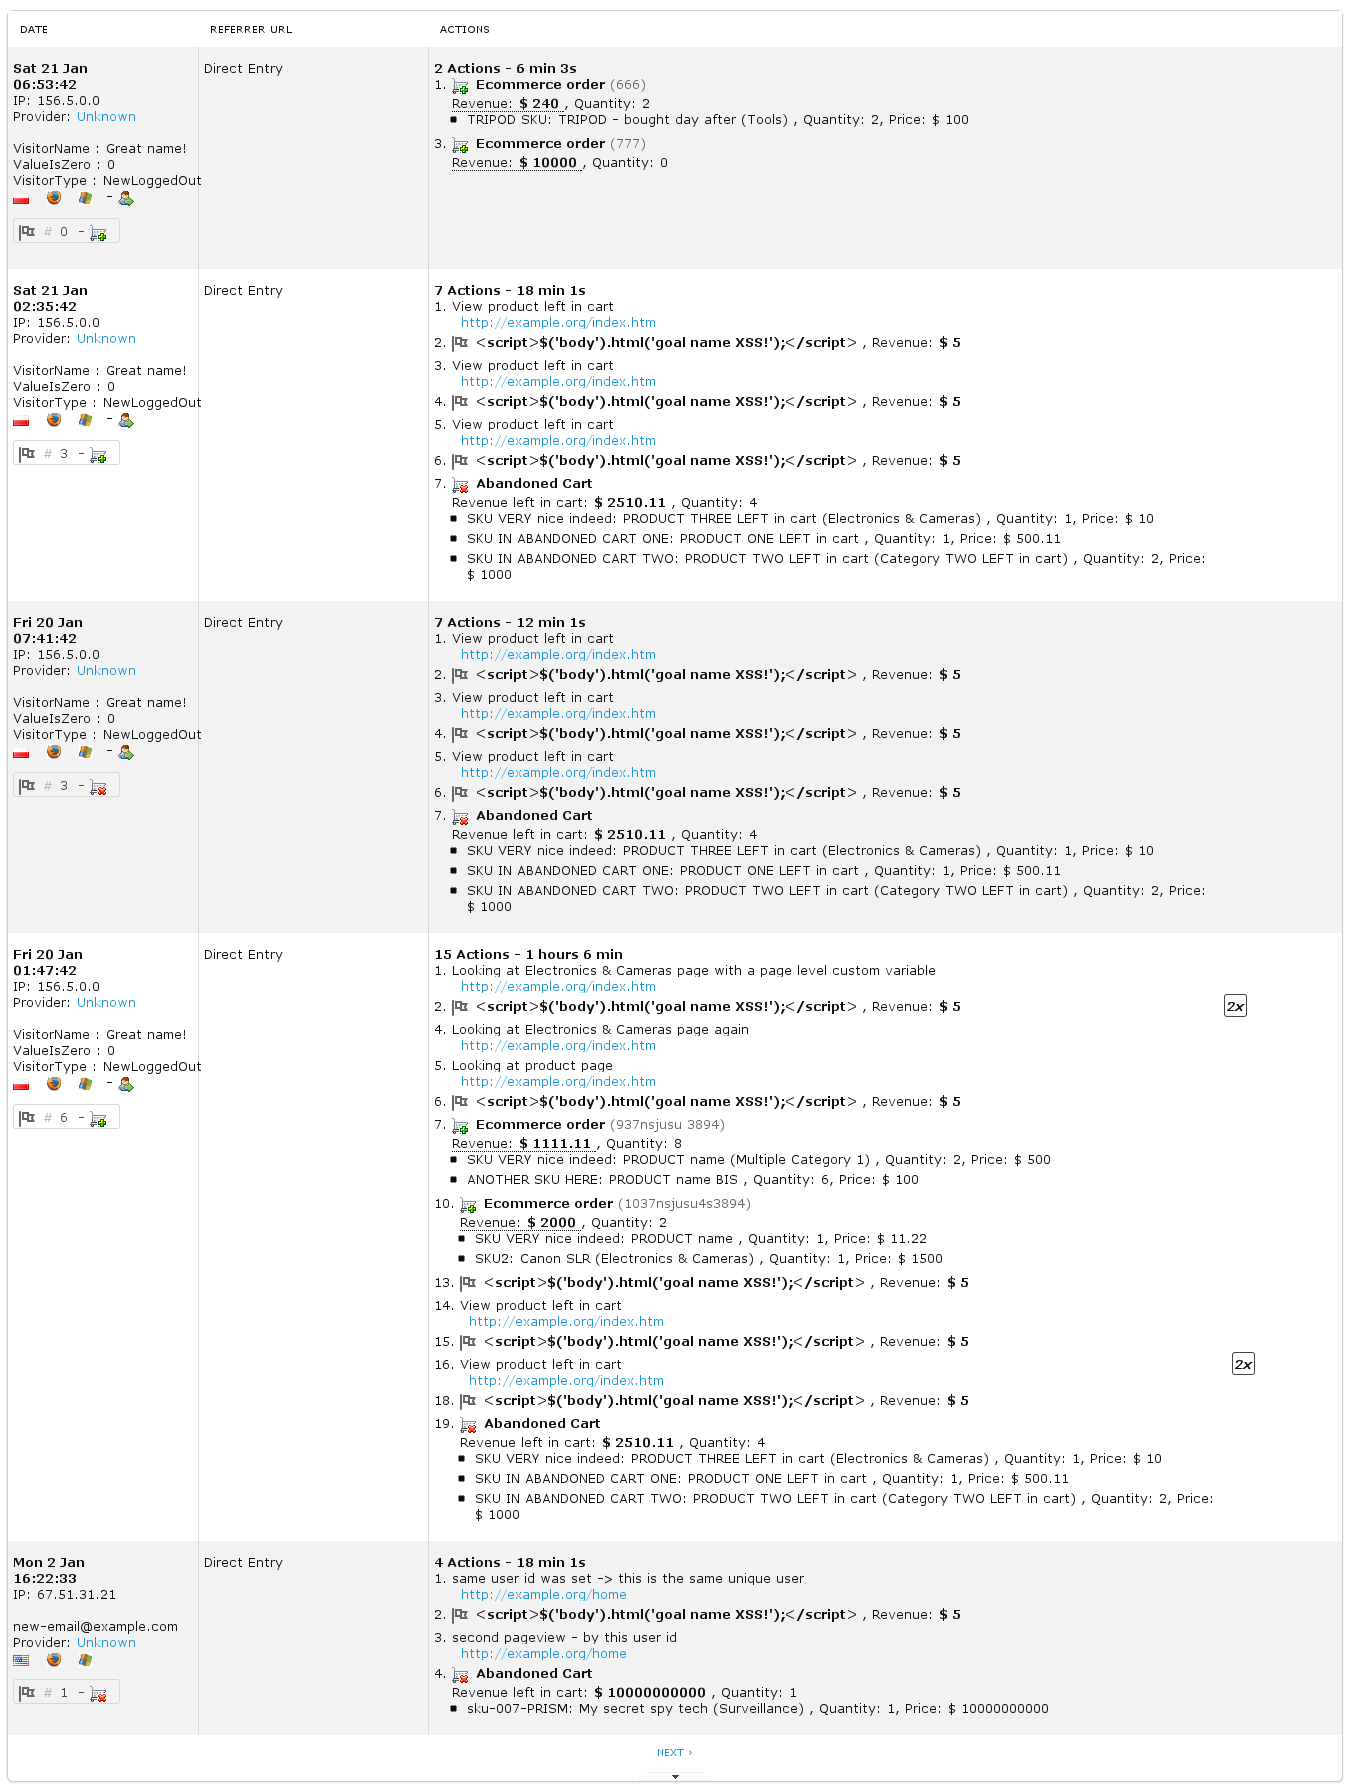 DATE REFERRER URL ACTIONS
Sat 21 Jan
06:53:42
IP: 156.5.0.0
Provider: Unknown
VisitorName : Great name!
ValueIsZero : 0
VisitorType : NewLoggedOut
-
# 0 -
Direct Entry
2 Actions - 6 min 3s
1. Ecommerce order (666)
Revenue: $ 240 , Quantity: 2
▪ TRIPOD SKU: TRIPOD - bought day after (Tools) , Quantity: 2, Price: $ 100
3. Ecommerce order (777)
Revenue: $ 10000 , Quantity: 0
Sat 21 Jan
02:35:42
IP: 156.5.0.0
Provider: Unknown
VisitorName : Great name!
ValueIsZero : 0
VisitorType : NewLoggedOut
-
# 3 -
Direct Entry
7 Actions - 18 min 1s
1. View product left in cart
http://example.org/index.htm
2. <script>$('body').html('goal name XSS!');</script> , Revenue: $ 5
3. View product left in cart
http://example.org/index.htm
4. <script>$('body').html('goal name XSS!');</script> , Revenue: $ 5
5. View product left in cart
http://example.org/index.htm
6. <script>$('body').html('goal name XSS!');</script> , Revenue: $ 5
7. Abandoned Cart
Revenue left in cart: $ 2510.11 , Quantity: 4
▪ SKU VERY nice indeed: PRODUCT THREE LEFT in cart (Electronics & Cameras) , Quantity: 1, Price: $ 10
▪ SKU IN ABANDONED CART ONE: PRODUCT ONE LEFT in cart , Quantity: 1, Price: $ 500.11
▪ SKU IN ABANDONED CART TWO: PRODUCT TWO LEFT in cart (Category TWO LEFT in cart) , Quantity: 2, Price:
$ 1000
Fri 20 Jan
07:41:42
IP: 156.5.0.0
Provider: Unknown
VisitorName : Great name!
ValueIsZero : 0
VisitorType : NewLoggedOut
-
# 3 -
Direct Entry
7 Actions - 12 min 1s
1. View product left in cart
http://example.org/index.htm
2. <script>$('body').html('goal name XSS!');</script> , Revenue: $ 5
3. View product left in cart
http://example.org/index.htm
4. <script>$('body').html('goal name XSS!');</script> , Revenue: $ 5
5. View product left in cart
http://example.org/index.htm
6. <script>$('body').html('goal name XSS!');</script> , Revenue: $ 5
7. Abandoned Cart
Revenue left in cart: $ 2510.11 , Quantity: 4
▪ SKU VERY nice indeed: PRODUCT THREE LEFT in cart (Electronics & Cameras) , Quantity: 1, Price: $ 10
▪ SKU IN ABANDONED CART ONE: PRODUCT ONE LEFT in cart , Quantity: 1, Price: $ 500.11
▪ SKU IN ABANDONED CART TWO: PRODUCT TWO LEFT in cart (Category TWO LEFT in cart) , Quantity: 2, Price:
$ 1000
Fri 20 Jan
01:47:42
IP: 156.5.0.0
Provider: Unknown
VisitorName : Great name!
ValueIsZero : 0
VisitorType : NewLoggedOut
-
# 6 -
Direct Entry
15 Actions - 1 hours 6 min
1. Looking at Electronics & Cameras page with a page level custom variable
http://example.org/index.htm
2. <script>$('body').html('goal name XSS!');</script> , Revenue: $ 5 2x
4. Looking at Electronics & Cameras page again
http://example.org/index.htm
5. Looking at product page
http://example.org/index.htm
6. <script>$('body').html('goal name XSS!');</script> , Revenue: $ 5
7. Ecommerce order (937nsjusu 3894)
Revenue: $ 1111.11 , Quantity: 8
▪ SKU VERY nice indeed: PRODUCT name (Multiple Category 1) , Quantity: 2, Price: $ 500
▪ ANOTHER SKU HERE: PRODUCT name BIS , Quantity: 6, Price: $ 100
10. Ecommerce order (1037nsjusu4s3894)
Revenue: $ 2000 , Quantity: 2
▪ SKU VERY nice indeed: PRODUCT name , Quantity: 1, Price: $ 11.22
▪ SKU2: Canon SLR (Electronics & Cameras) , Quantity: 1, Price: $ 1500
13. <script>$('body').html('goal name XSS!');</script> , Revenue: $ 5
14. View product left in cart
http://example.org/index.htm
15. <script>$('body').html('goal name XSS!');</script> , Revenue: $ 5
16. View product left in cart 2x
http://example.org/index.htm
18. <script>$('body').html('goal name XSS!');</script> , Revenue: $ 5
19. Abandoned Cart
Revenue left in cart: $ 2510.11 , Quantity: 4
▪ SKU VERY nice indeed: PRODUCT THREE LEFT in cart (Electronics & Cameras) , Quantity: 1, Price: $ 10
▪ SKU IN ABANDONED CART ONE: PRODUCT ONE LEFT in cart , Quantity: 1, Price: $ 500.11
▪ SKU IN ABANDONED CART TWO: PRODUCT TWO LEFT in cart (Category TWO LEFT in cart) , Quantity: 2, Price:
$ 1000
Mon 2 Jan
16:22:33
IP: 67.51.31.21
new-email@example.com
Provider: Unknown
# 1 -
Direct Entry
4 Actions - 18 min 1s
1. same user id was set -> this is the same unique user
http://example.org/home
2. <script>$('body').html('goal name XSS!');</script> , Revenue: $ 5
3. second pageview - by this user id
http://example.org/home
4. Abandoned Cart
Revenue left in cart: $ 10000000000 , Quantity: 1
▪ sku-007-PRISM: My secret spy tech (Surveillance) , Quantity: 1, Price: $ 10000000000
NEXT ›